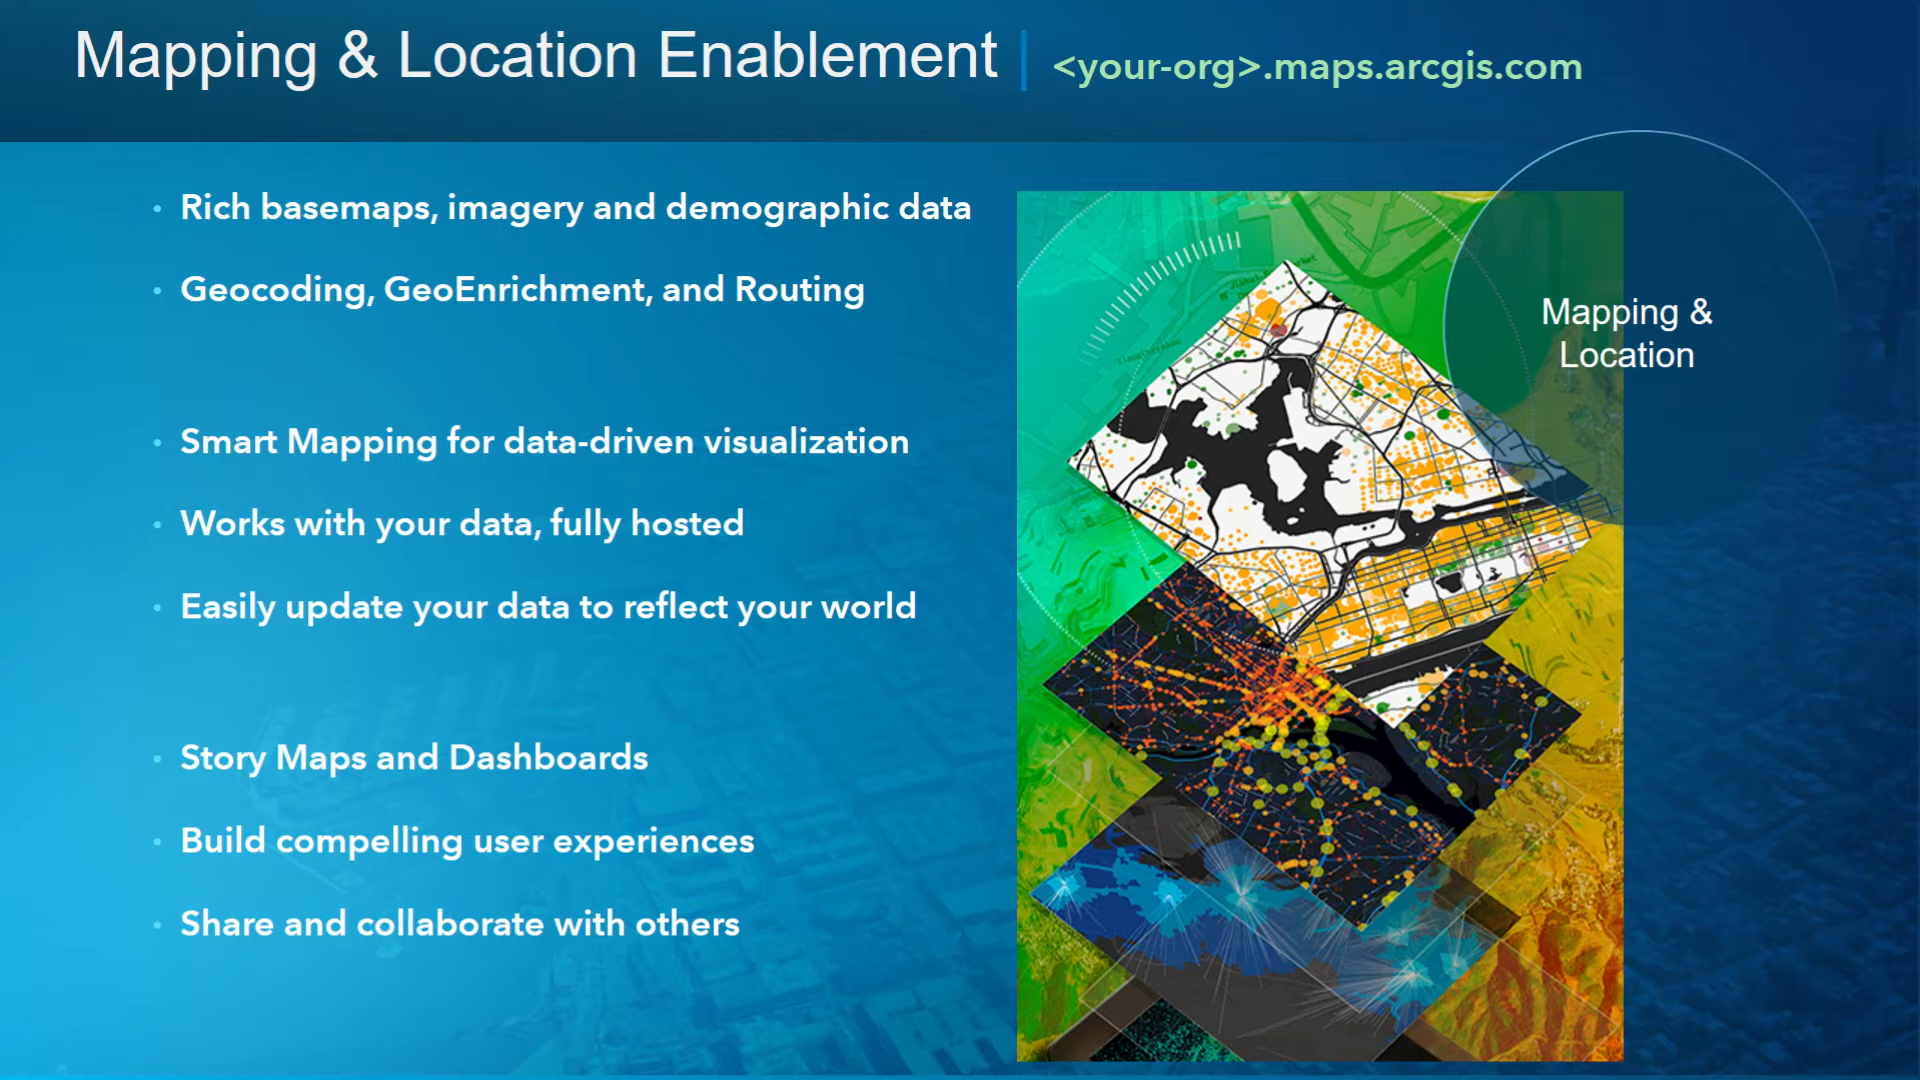 Mapping & Location Enablement | <your-org>.maps.arcgis.com
• Rich basemaps, imagery and demographic data
• Geocoding, GeoEnrichment, and Routing
• Smart Mapping for data-driven visualization
• Works with your data, fully hosted
• Easily update your data to reflect your world
• Story Maps and Dashboards
• Build compelling user experiences
• Share and collaborate with others
Mapping &
Location